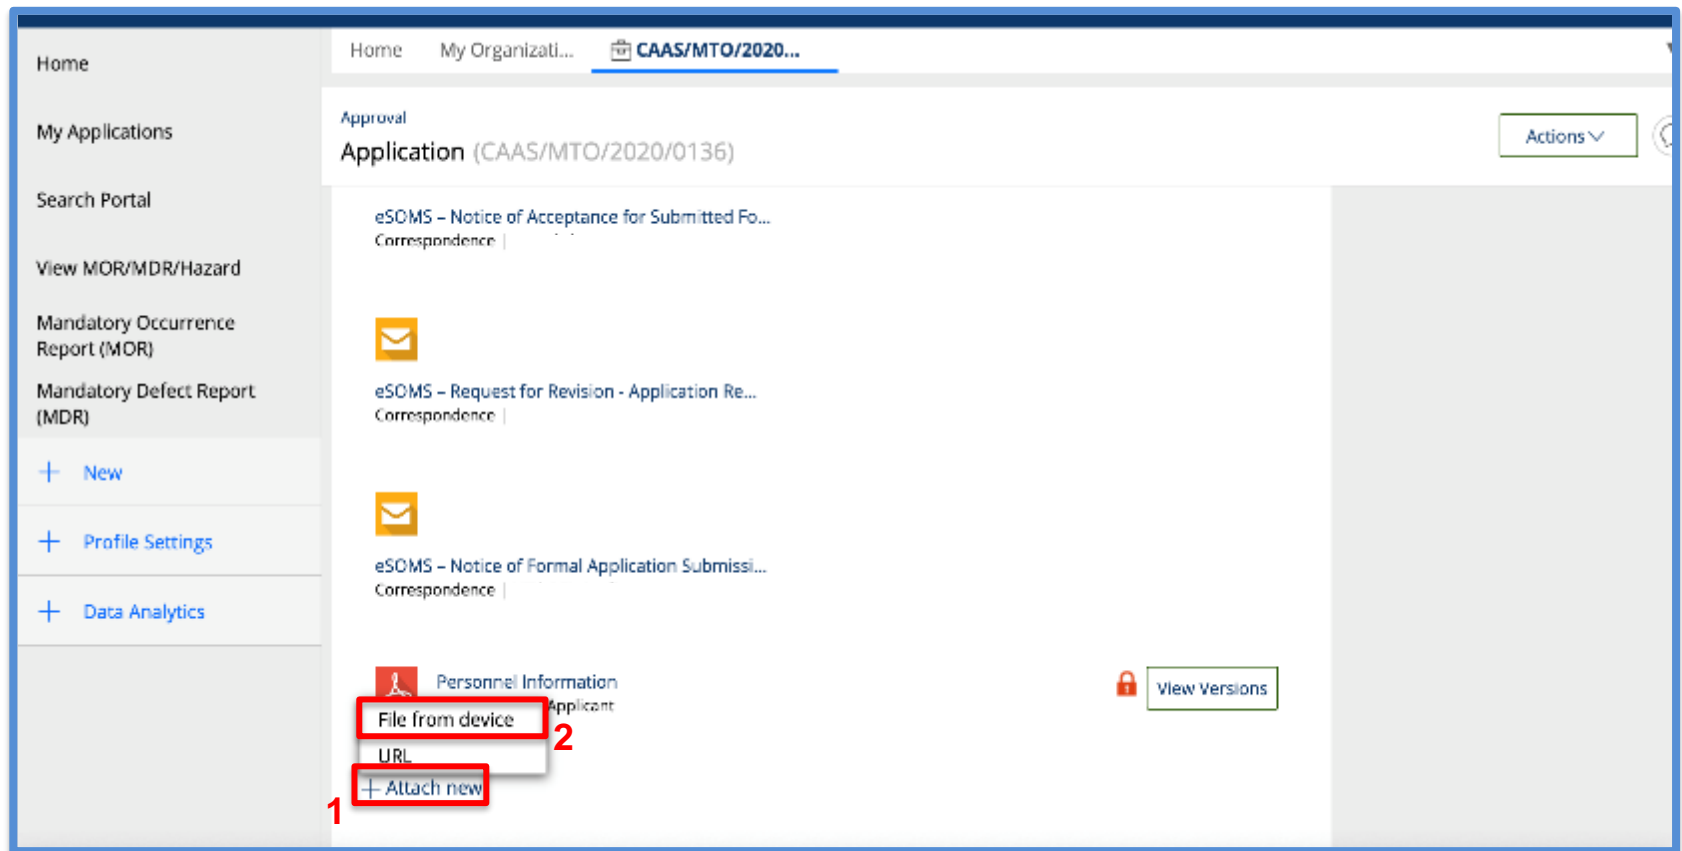 Home
My Applications
Search Portal
View MOR/MDR/Hazard
Mandatory Occurrence
Report (MOR)
Mandatory Defect Report
(MDR)
+ New
+ Profile Settings
+ Data Analytics
Home My Organizati... CAAS/MTO/2020...
Approval
Application (CAAS/MTO/2020/0136)
Actions
eSOMS – Notice of Acceptance for Submitted Fo...
Correspondence |
eSOMS – Request for Revision - Application Re...
Correspondence |
eSOMS – Notice of Formal Application Submissi...
Correspondence |
Personnel Information
Applicant
View Versions
File from device
2
URL
+ Attach new
1